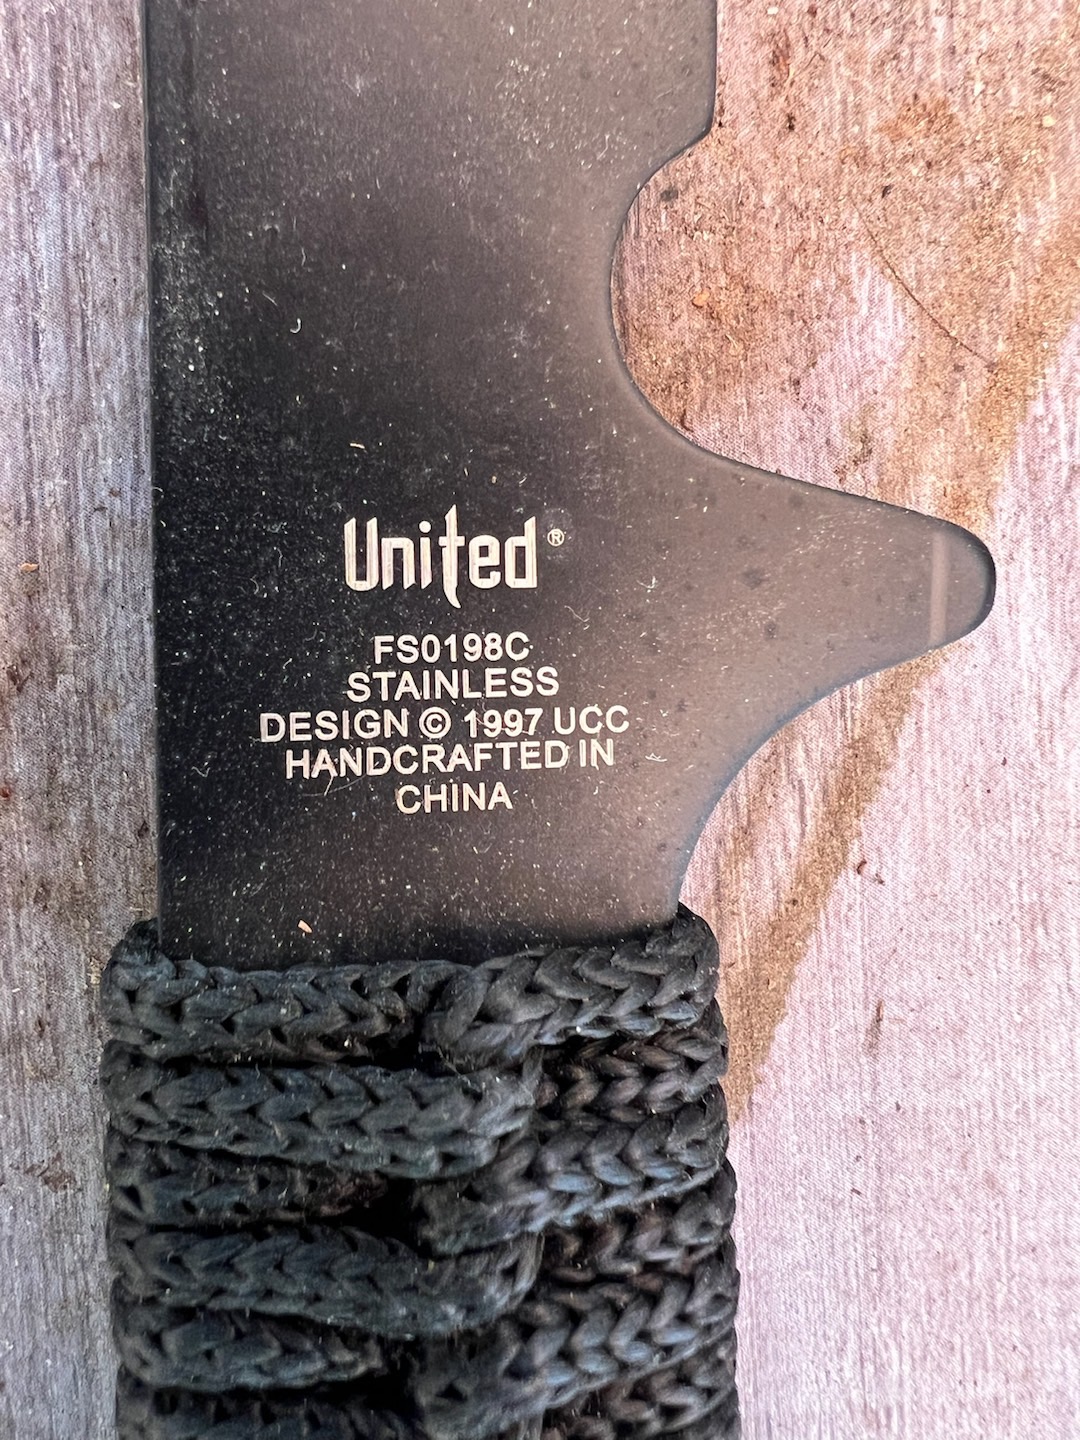 United®
FS0198C
STAINLESS
DESIGN © 1997 UCC
HANDCRAFTED IN
CHINA